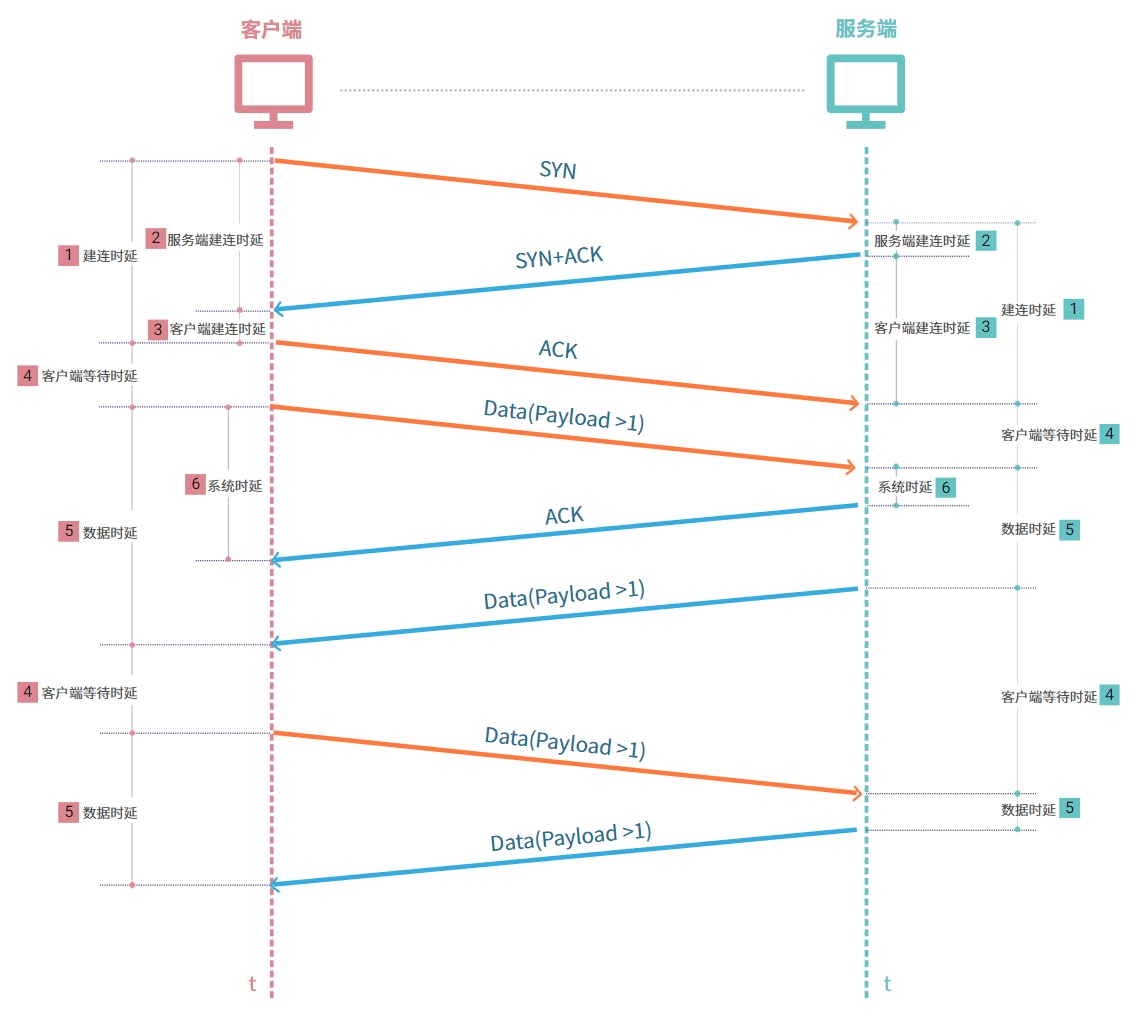 客户端
服务端
SYN
2 服务端建连时延
服务端建连时延 2
1 建连时延
SYN+ACK
建连时延 1
3 客户端建连时延
客户端建连时延 3
ACK
4 客户端等待时延
Data(Payload >1)
客户端等待时延 4
6 系统时延
系统时延 6
ACK
5 数据时延
数据时延 5
Data(Payload >1)
4 客户端等待时延
客户端等待时延 4
Data(Payload >1)
5 数据时延
数据时延 5
Data(Payload >1)
t
t